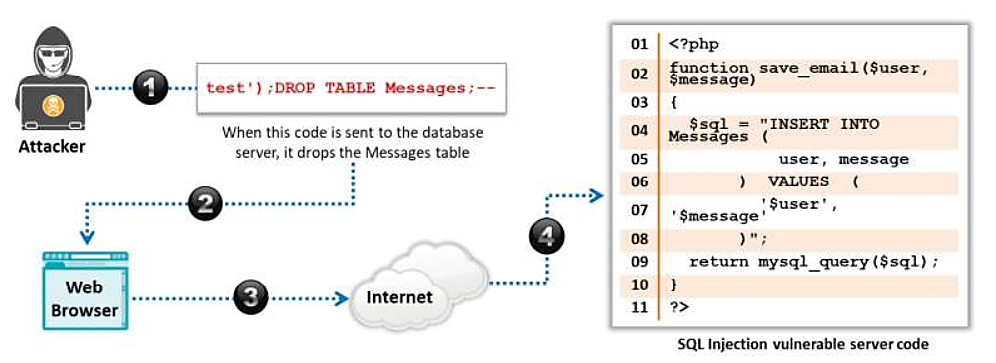 1
test');DROP TABLE Messages;--
Attacker
When this code is sent to the database
server, it drops the Messages table
2
Web
Browser
3
Internet
4
01 <?php
02 function save_email($user,
$message)
03 {
04 $sql = "INSERT INTO
Messages (
05 user, message
06 ) VALUES (
07 '$user',
'$message'
08 )";
09 return mysql_query($sql);
10 }
11 ?>
SQL Injection vulnerable server code